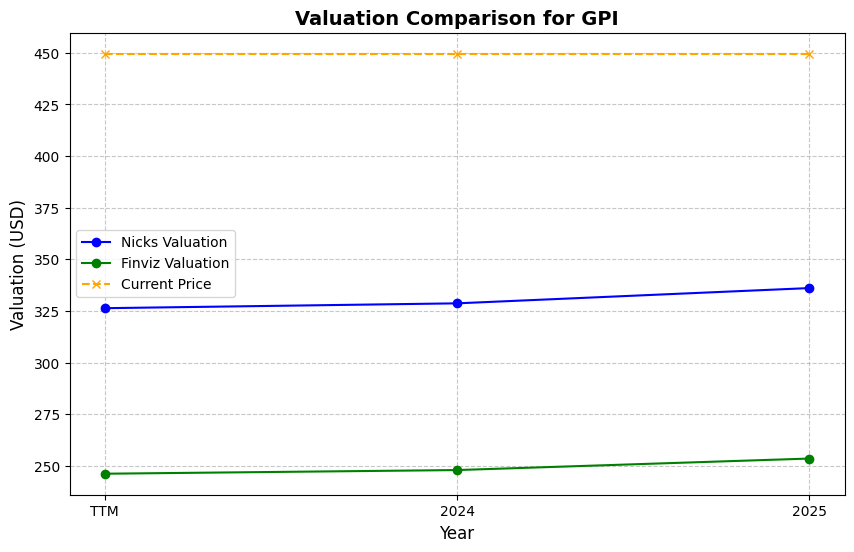 Valuation Comparison for GPI
Valuation (USD)
450
425
400
375
350
325
300
275
250
Nicks Valuation
Finviz Valuation
Current Price
TTM
2024
2025
Year